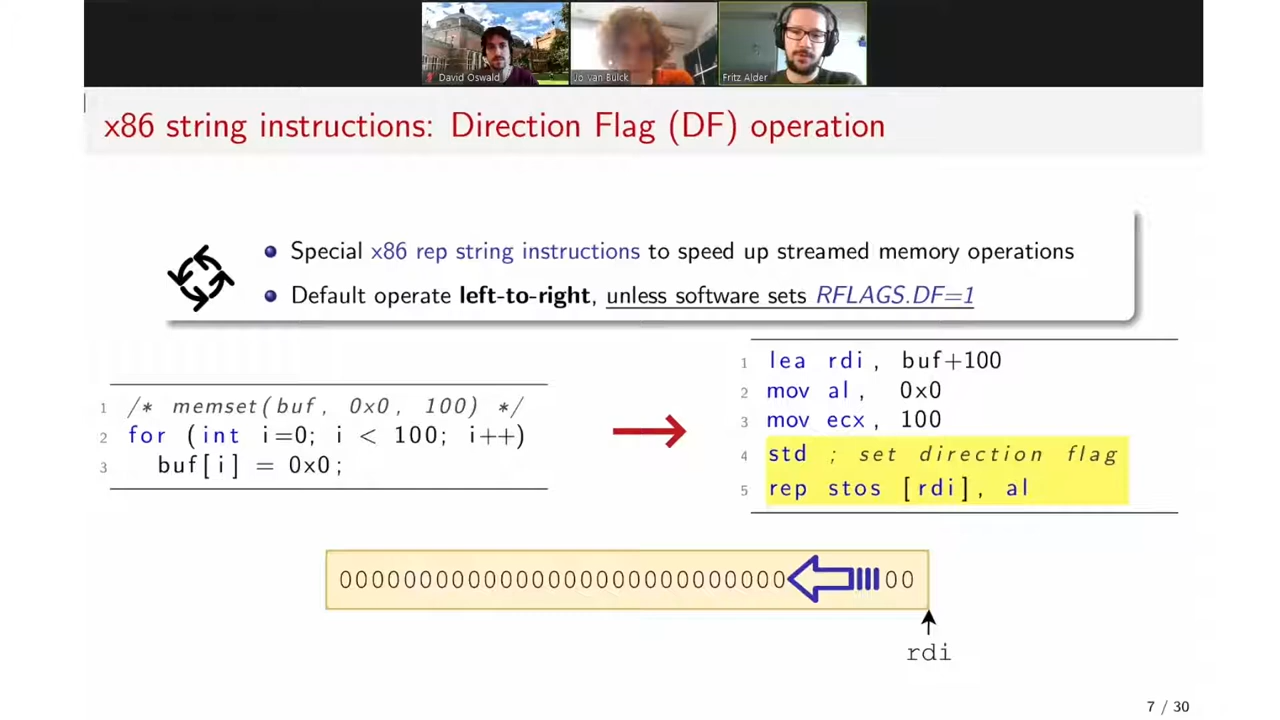 David Oswald
Jo Van Bulck
Fritz Alder
x86 string instructions: Direction Flag (DF) operation
Special x86 rep string instructions to speed up streamed memory operations
Default operate left-to-right, unless software sets RFLAGS.DF=1
1 /* memset(buf, 0x0, 100) */
2 for (int i=0; i < 100; i++)
3 buf[i] = 0x0;
1 lea rdi, buf+100
2 mov al, 0x0
3 mov ecx, 100
4 std ; set direction flag
5 rep stos [rdi], al
0000000000000000000000000000 00
rdi
7 / 30